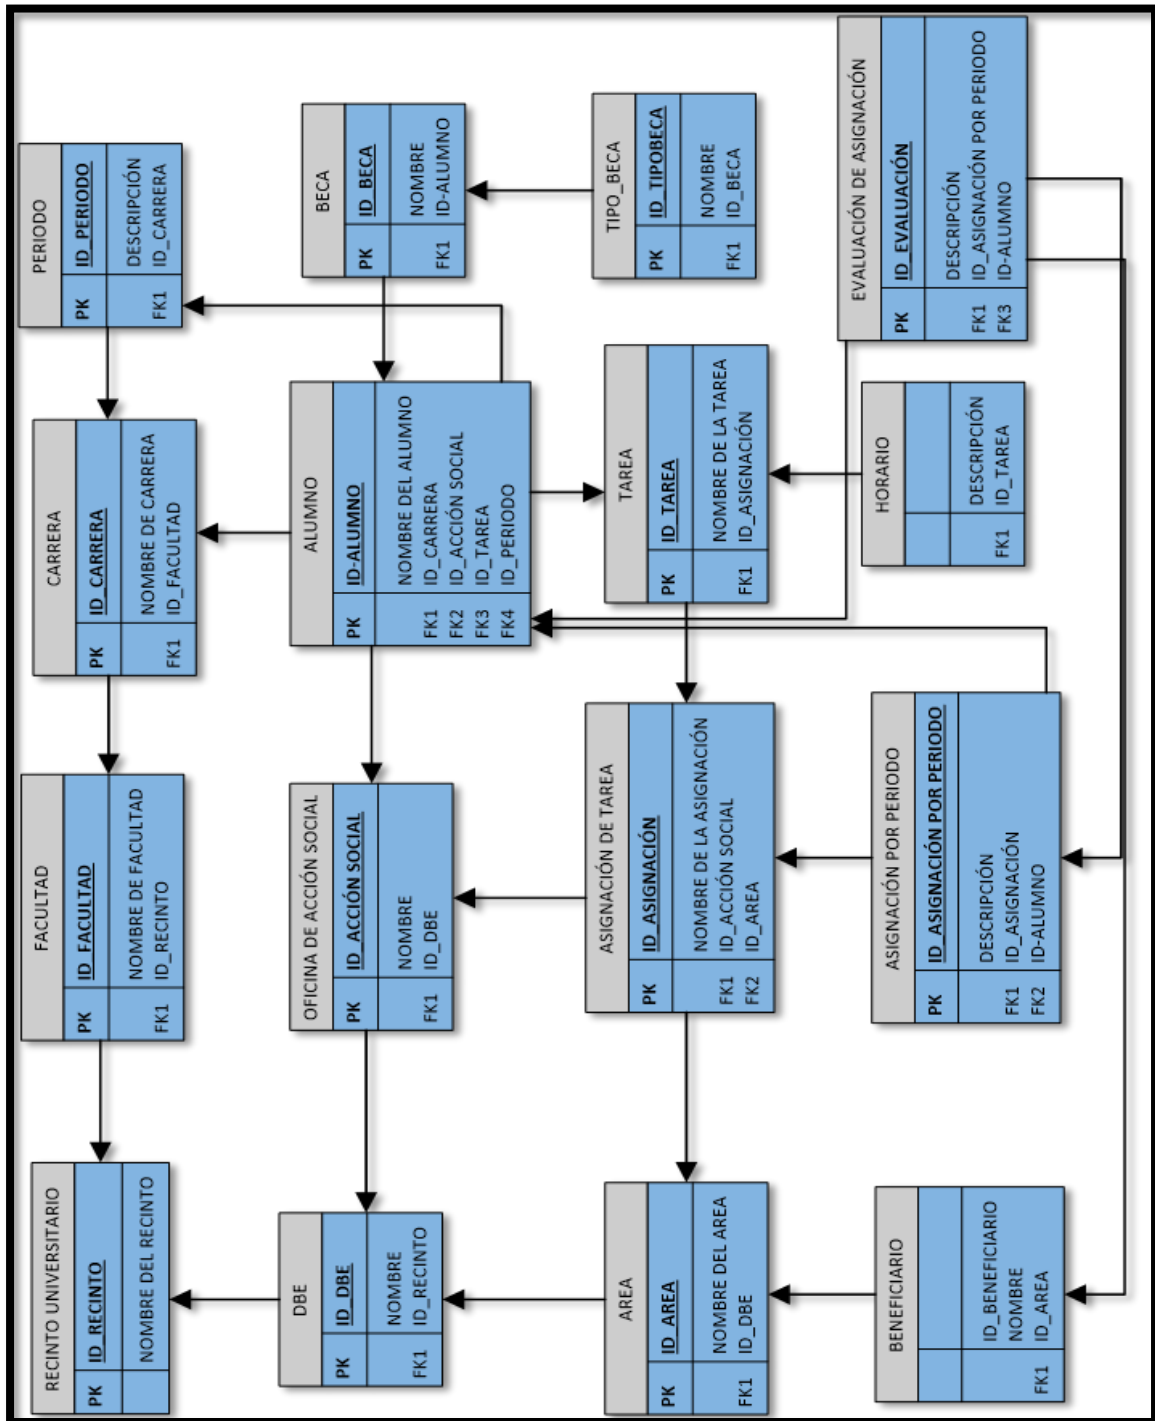 RECINTO UNIVERSITARIO
PK ID_RECINTO
NOMBRE DEL RECINTO
FACULTAD
PK ID_FACULTAD
NOMBRE DE FACULTAD
FK1 ID_RECINTO
CARRERA
PK ID_CARRERA
NOMBRE DE CARRERA
FK1 ID_FACULTAD
PERIODO
PK ID_PERIODO
DESCRIPCIÓN
FK1 ID_CARRERA
DBE
PK ID_DBE
NOMBRE
FK1 ID_RECINTO
OFICINA DE ACCIÓN SOCIAL
PK ID_ACCIÓN SOCIAL
NOMBRE
FK1 ID_DBE
ALUMNO
PK ID-ALUMNO
NOMBRE DEL ALUMNO
FK1 ID_CARRERA
FK2 ID_ACCIÓN SOCIAL
FK3 ID_TAREA
FK4 ID_PERIODO
BECA
PK ID_BECA
NOMBRE
FK1 ID-ALUMNO
AREA
PK ID_AREA
NOMBRE DEL AREA
FK1 ID_DBE
ASIGNACIÓN DE TAREA
PK ID_ASIGNACIÓN
NOMBRE DE LA ASIGNACIÓN
FK1 ID_ACCIÓN SOCIAL
FK2 ID_AREA
TAREA
PK ID_TAREA
NOMBRE DE LA TAREA
FK1 ID_ASIGNACIÓN
TIPO_BECA
PK ID_TIPOBECA
NOMBRE
FK1 ID_BECA
BENEFICIARIO
ID_BENEFICIARIO
NOMBRE
FK1 ID_AREA
ASIGNACIÓN POR PERIODO
PK ID_ASIGNACIÓN POR PERIODO
DESCRIPCIÓN
FK1 ID_ASIGNACIÓN
FK2 ID-ALUMNO
HORARIO
DESCRIPCIÓN
FK1 ID_TAREA
EVALUACIÓN DE ASIGNACIÓN
PK ID_EVALUACIÓN
DESCRIPCIÓN
FK1 ID_ASIGNACIÓN POR PERIODO
FK3 ID-ALUMNO